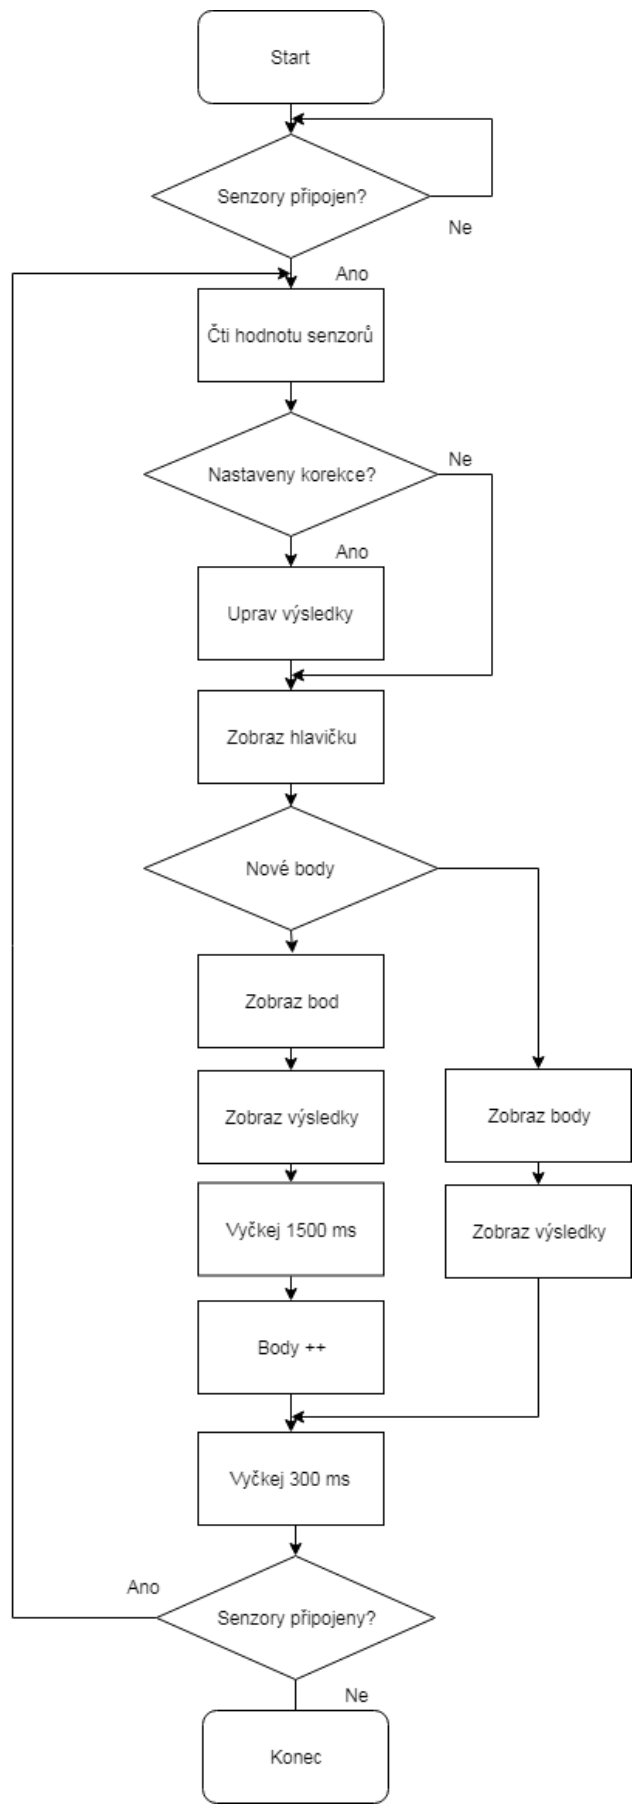 Start
Senzory připojen?
Ne
Ano
Čti hodnotu senzorů
Nastaveny korekce?
Ne
Ano
Uprav výsledky
Zobraz hlavičku
Nové body
Zobraz bod
Zobraz výsledky
Vyčkej 1500 ms
Body ++
Zobraz body
Zobraz výsledky
Vyčkej 300 ms
Ano
Senzory připojeny?
Ne
Konec